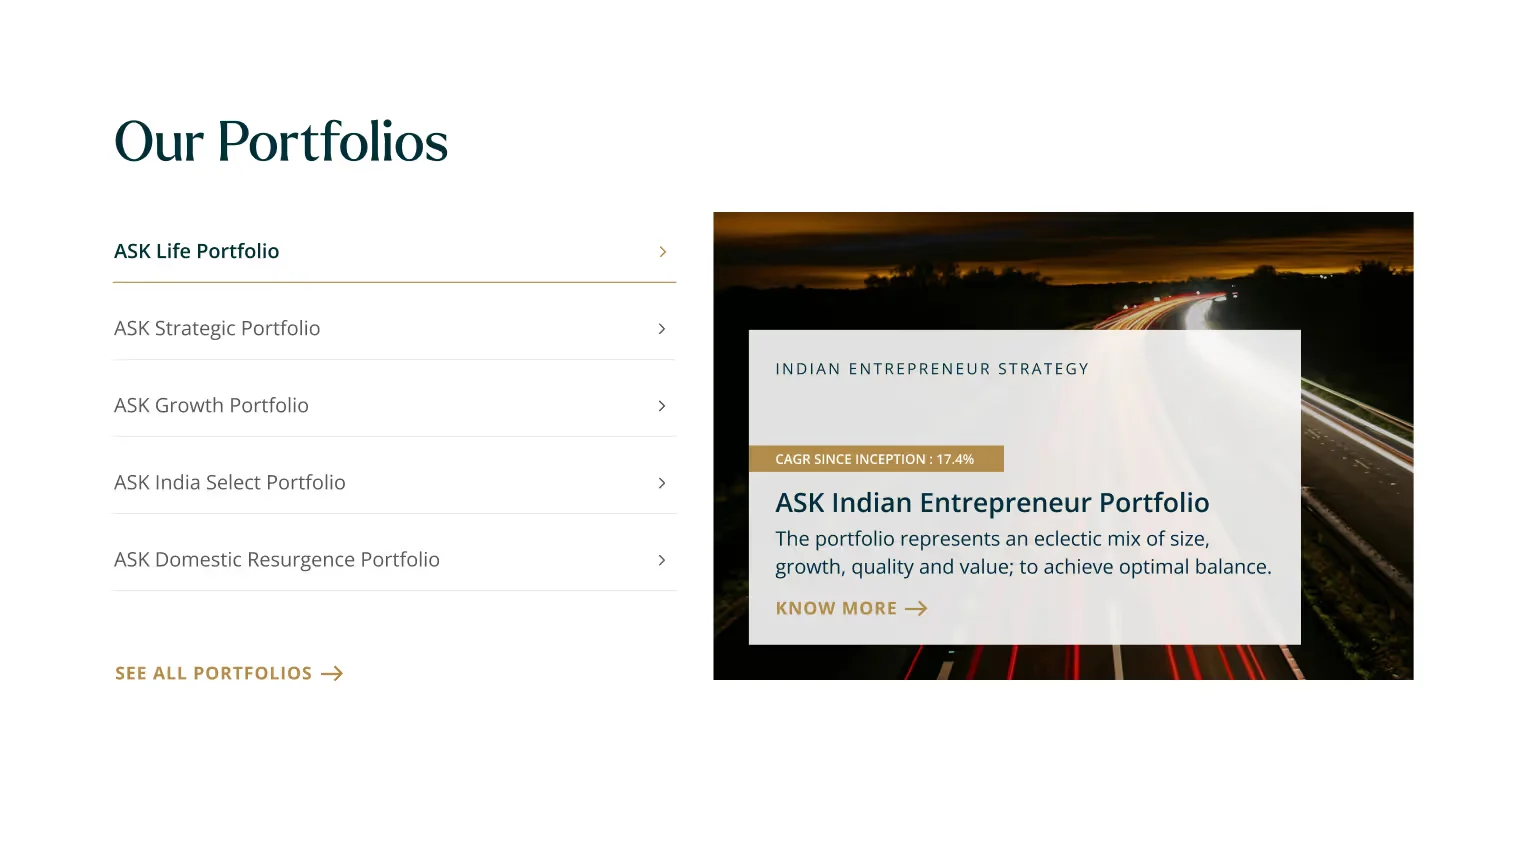 Our Portfolios
ASK Life Portfolio
ASK Strategic Portfolio
ASK Growth Portfolio
ASK India Select Portfolio
ASK Domestic Resurgence Portfolio
SEE ALL PORTFOLIOS
INDIAN ENTREPRENEUR STRATEGY
CAGR SINCE INCEPTION : 17.4%
ASK Indian Entrepreneur Portfolio
The portfolio represents an eclectic mix of size,
growth, quality and value; to achieve optimal balance.
KNOW MORE